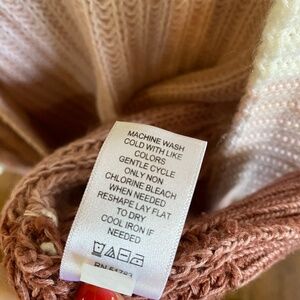 MACHINE WASH
COLD WITH LIKE
COLORS
GENTLE CYCLE
ONLY NON
CHLORINE BLEACH
WHEN NEEDED
RESHAPE LAY FLAT
TO DRY
COOL IRON IF
NEEDED
RN